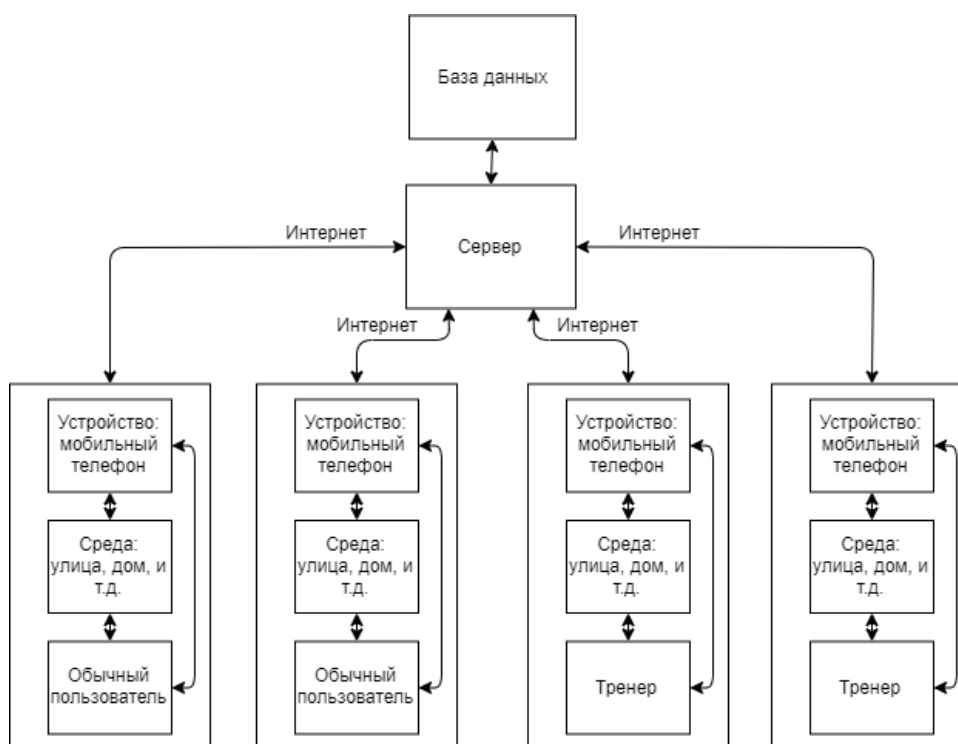 База данных
Интернет
Сервер
Интернет
Интернет
Интернет
Устройство:
мобильный
телефон
Среда:
улица, дом, и
т.д.
Обычный
пользователь
Устройство:
мобильный
телефон
Среда:
улица, дом, и
т.д.
Обычный
пользователь
Устройство:
мобильный
телефон
Среда:
улица, дом, и
т.д.
Тренер
Устройство:
мобильный
телефон
Среда:
улица, дом, и
т.д.
Тренер